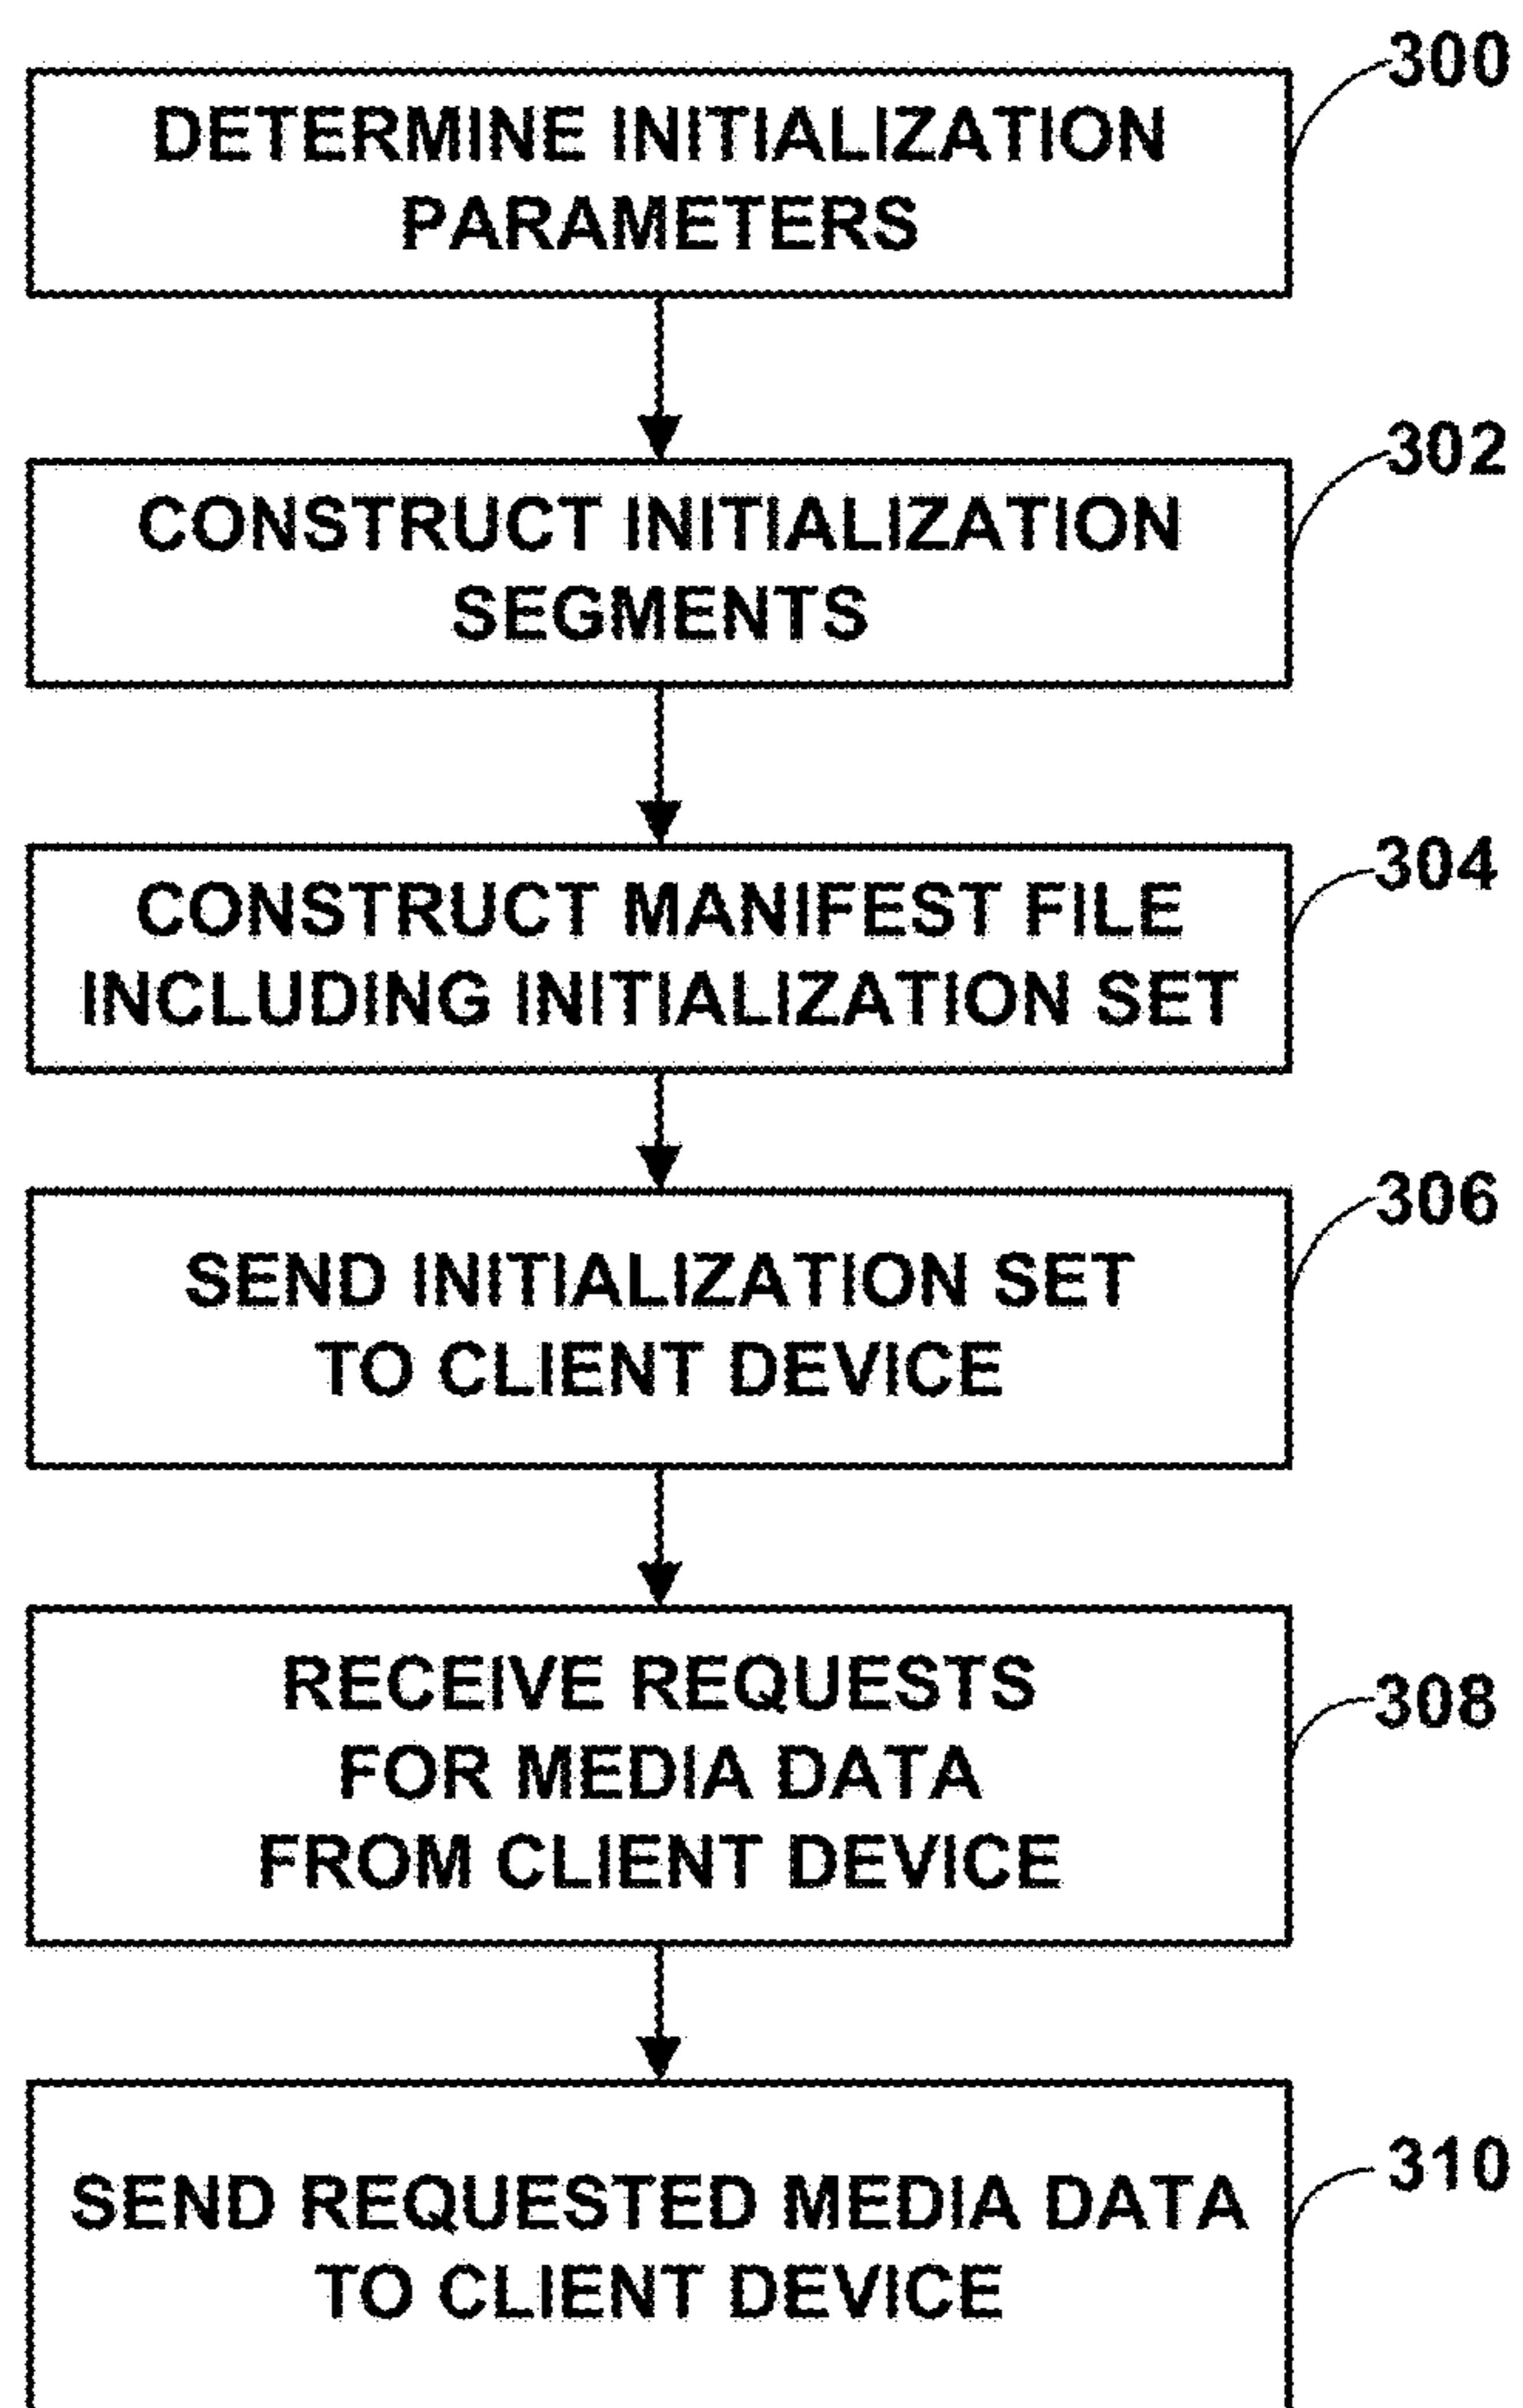 300
DETERMINE INITIALIZATION
PARAMETERS
302
CONSTRUCT INITIALIZATION
SEGMENTS
304
CONSTRUCT MANIFEST FILE
INCLUDING INITIALIZATION SET
306
SEND INITIALIZATION SET
TO CLIENT DEVICE
308
RECEIVE REQUESTS
FOR MEDIA DATA
FROM CLIENT DEVICE
310
SEND REQUESTED MEDIA DATA
TO CLIENT DEVICE